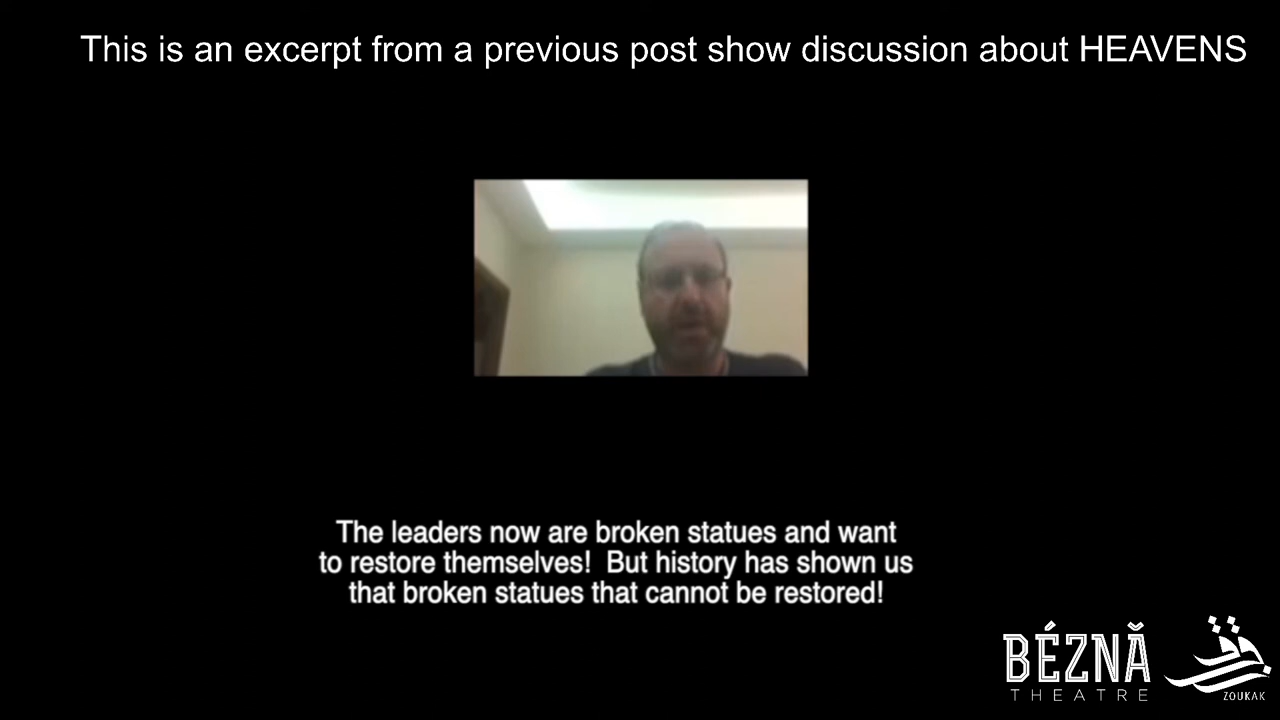 This is an excerpt from a previous post show discussion about HEAVENS
The leaders now are broken statues and want
to restore themselves!  But history has shown us
that broken statues that cannot be restored!
BÉZNĂ
THEATRE
ZOUKAK